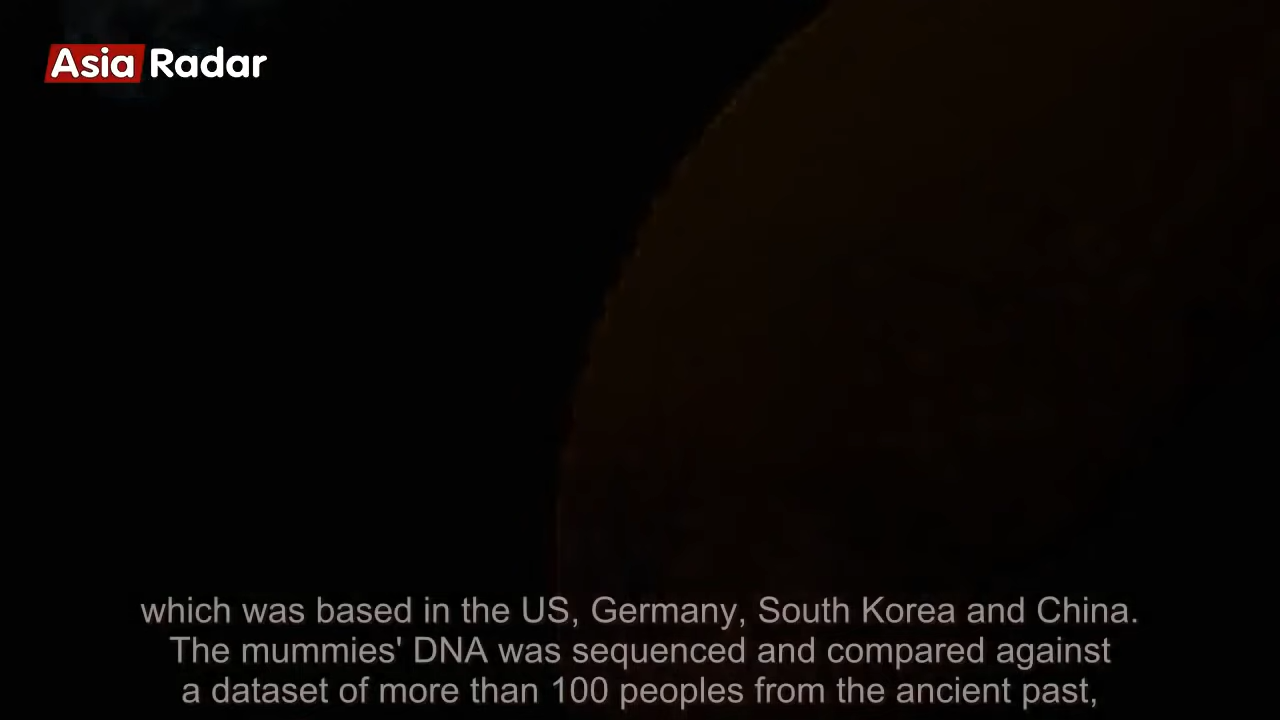 Asia Radar
which was based in the US, Germany, South Korea and China.
The mummies' DNA was sequenced and compared against
a dataset of more than 100 peoples from the ancient past,